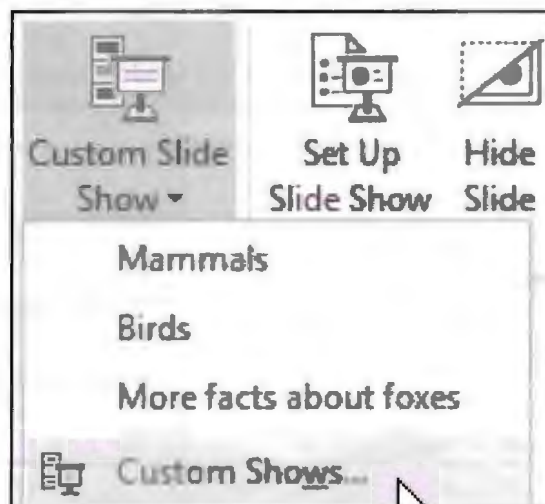 Custom Slide
Show
Set Up
Slide Show
Hide
Slide
Mammals
Birds
More facts about foxes
Custom Shows...